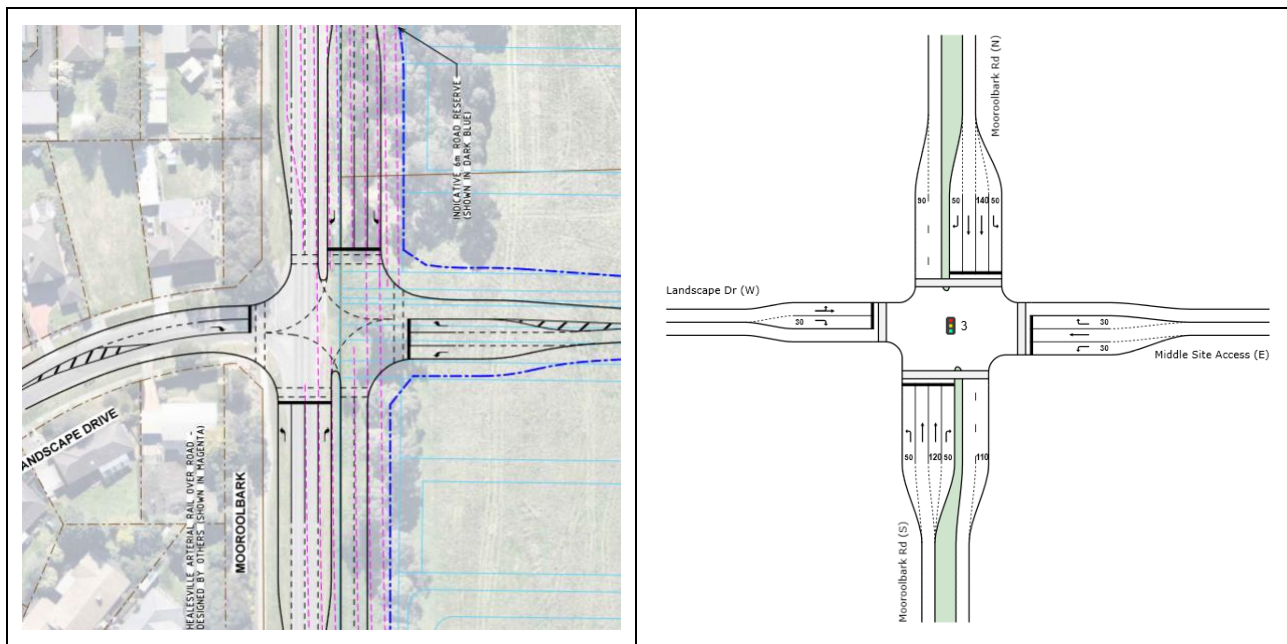 INDICATIVE 6m ROAD RESERVE
(SHOWN IN DARK BLUE)
LANDSCAPE DRIVE
MOOROOLBARK
HEALESVILLE ARTERIAL RAIL OVER ROAD -
DESIGNED BY OTHERS (SHOWN IN MAGENTA)
Mooroolbark Rd (N)
90
50
140
50
Landscape Dr (W)
30
3
30
30
Middle Site Access (E)
50
120
50
110
Mooroolbark Rd (S)